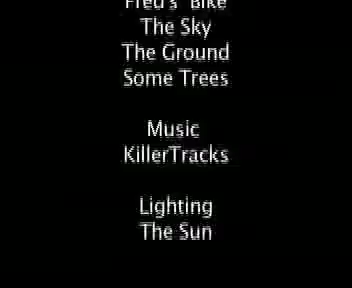 Fred's Bike
The Sky
The Ground
Some Trees
Music
KillerTracks
Lighting
The Sun